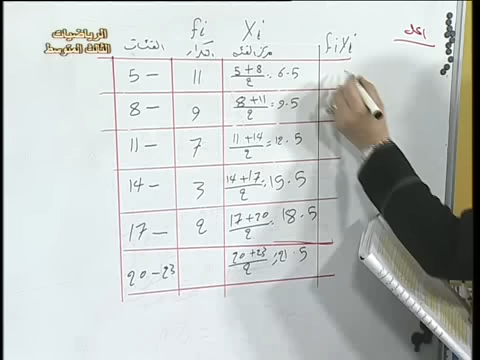 الرياضيات
الثالث المتوسط
الحل
fi Xi fiXi
الفئات التكرار مركز الفئة
5 – 11 5+8/2 = 6.5
8 – 9 8+11/2 = 9.5
11 – 7 11+14/2 = 12.5
14 – 3 14+17/2 = 15.5
17 – 2 17+20/2 = 18.5
20 – 23 20+23/2 = 21.5